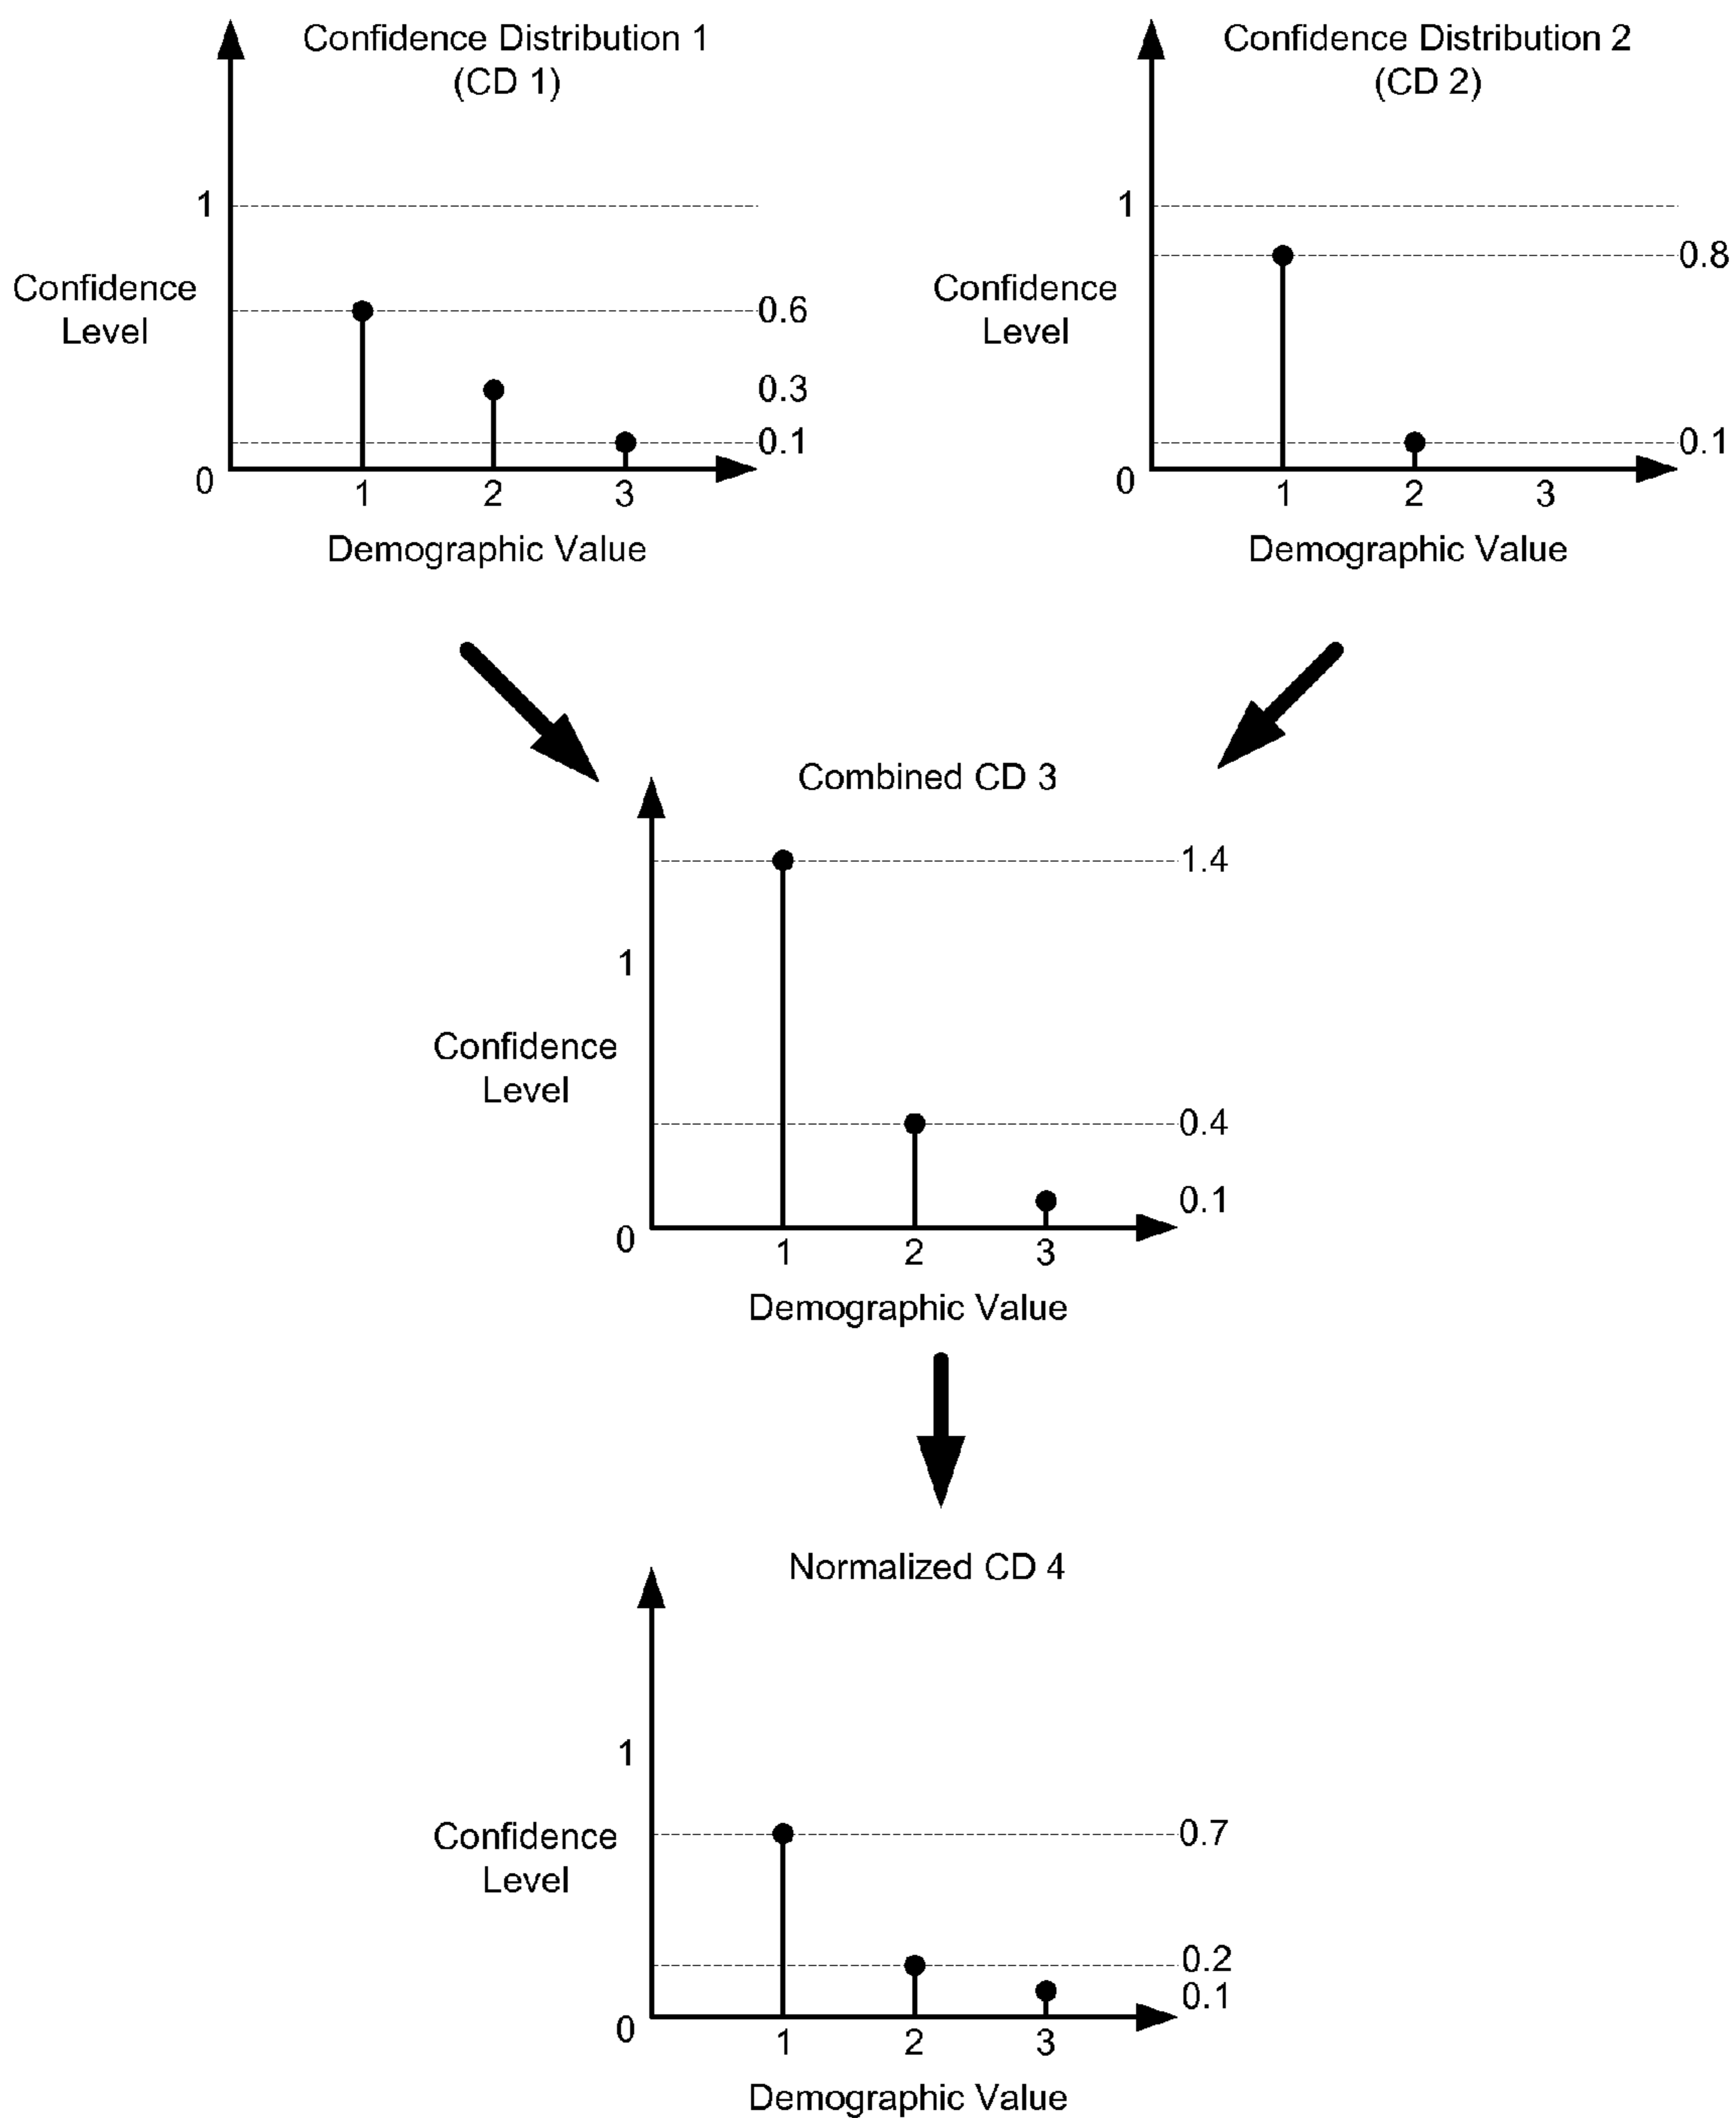 Confidence Distribution 1
(CD 1)
1
Confidence
Level
0.6
0.3
0.1
0
1 2 3
Demographic Value
Confidence Distribution 2
(CD 2)
1
0.8
Confidence
Level
0.1
0
1 2 3
Demographic Value
Combined CD 3
1.4
1
Confidence
Level
0.4
0.1
0
1 2 3
Demographic Value
Normalized CD 4
1
Confidence
Level
0.7
0.2
0.1
0
1 2 3
Demographic Value